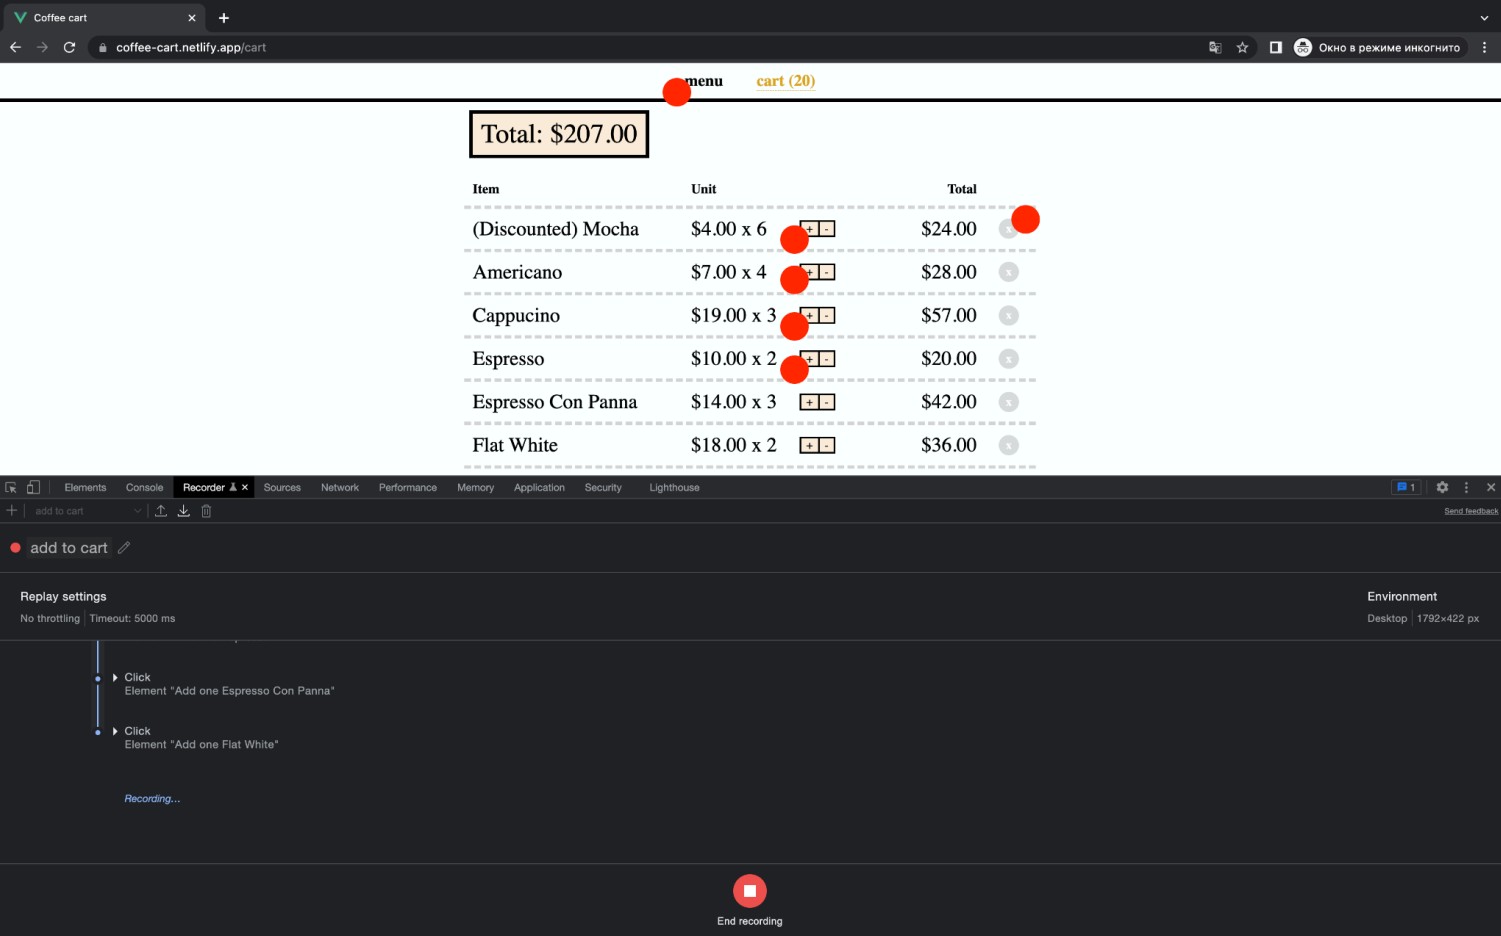 Coffee cart
coffee-cart.netlify.app/cart
Окно в режиме инкогнито
menu cart (20)
Total: $207.00
Item Unit Total
(Discounted) Mocha $4.00 x 6 + - $24.00 x
Americano $7.00 x 4 + - $28.00 x
Cappucino $19.00 x 3 + - $57.00 x
Espresso $10.00 x 2 + - $20.00 x
Espresso Con Panna $14.00 x 3 + - $42.00 x
Flat White $18.00 x 2 + - $36.00 x
Elements Console Recorder Sources Network Performance Memory Application Security Lighthouse 1
add to cart Send feedback
add to cart
Replay settings Environment
No throttling Timeout: 5000 ms Desktop 1792×422 px
Click
Element "Add one Espresso Con Panna"
Click
Element "Add one Flat White"
Recording...
End recording